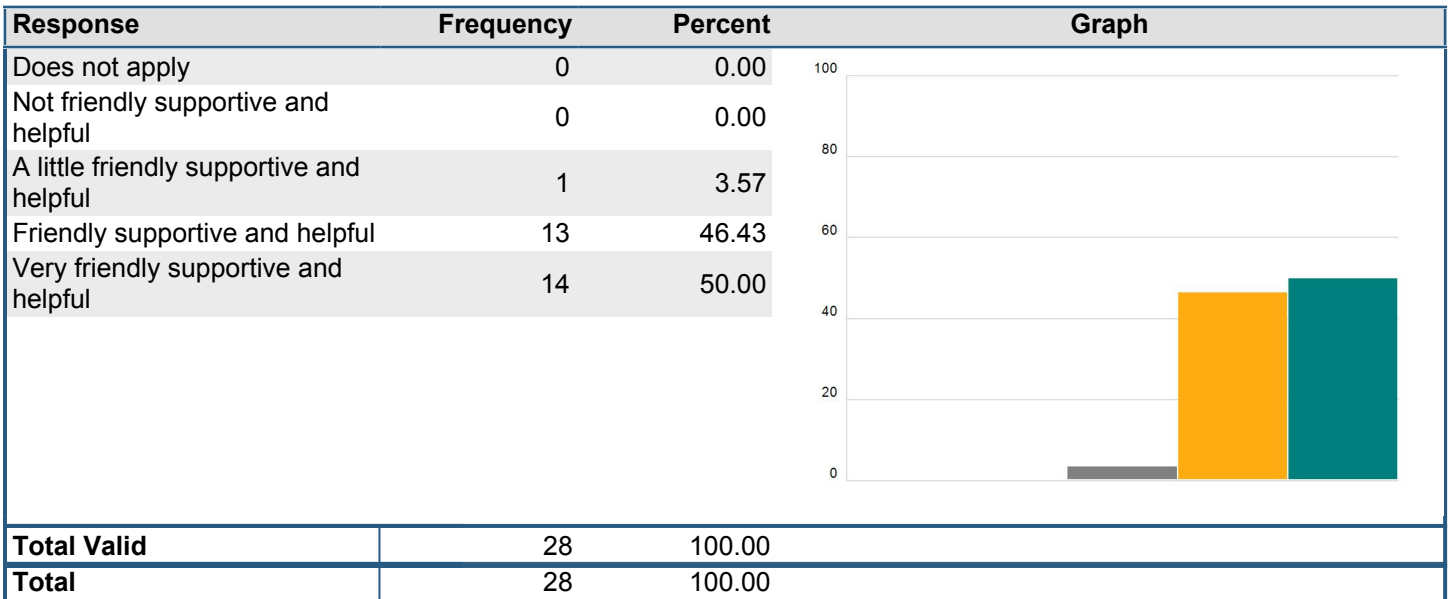 Response Frequency Percent Graph
Does not apply 0 0.00
Not friendly supportive and
helpful 0 0.00
A little friendly supportive and
helpful 1 3.57
Friendly supportive and helpful 13 46.43
Very friendly supportive and
helpful 14 50.00
100
80
60
40
20
0
Total Valid 28 100.00
Total 28 100.00